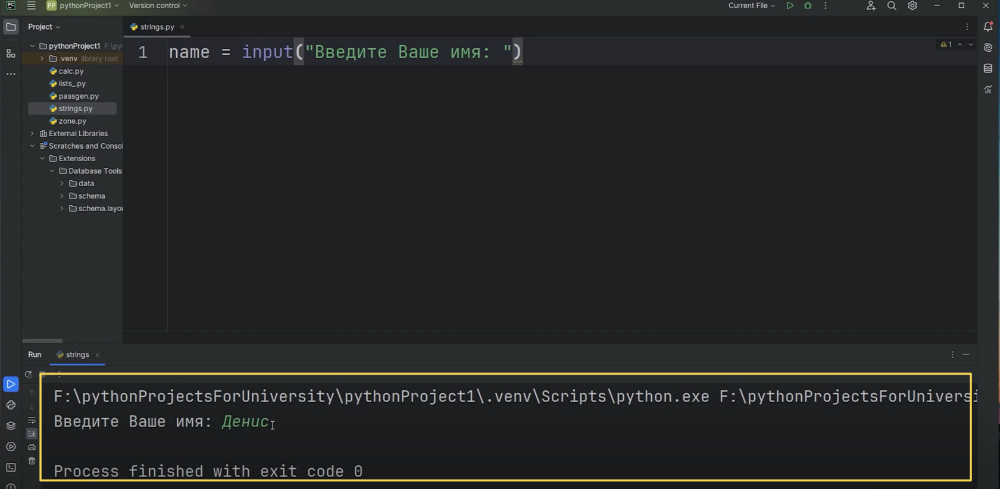 PC PP pythonProject1 Version control Current File
Project strings.py
pythonProject1 F:\py
.venv library root
calc.py
lists_.py
passgen.py
strings.py
zone.py
External Libraries
Scratches and Consol
Extensions
Database Tools
data
schema
schema.layou
1 name = input("Введите Ваше имя: ")
1
Run strings
F:\pythonProjectsForUniversity\pythonProject1\.venv\Scripts\python.exe F:\pythonProjectsForUniversi
Введите Ваше имя: Денис
Process finished with exit code 0